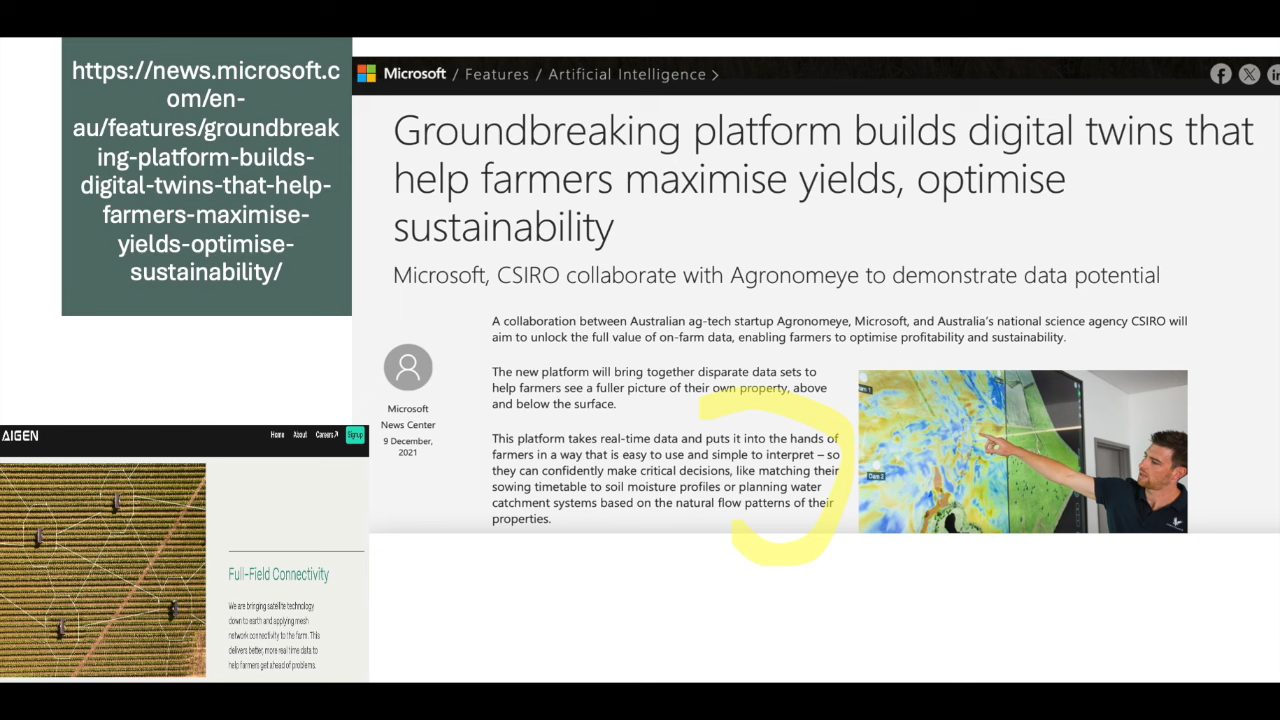 https://news.microsoft.c
om/en-
au/features/groundbreak
ing-platform-builds-
digital-twins-that-help-
farmers-maximise-
yields-optimise-
sustainability/
Microsoft / Features / Artificial Intelligence >
Groundbreaking platform builds digital twins that
help farmers maximise yields, optimise
sustainability
Microsoft, CSIRO collaborate with Agronomeye to demonstrate data potential
A collaboration between Australian ag-tech startup Agronomeye, Microsoft, and Australia's national science agency CSIRO will
aim to unlock the full value of on-farm data, enabling farmers to optimise profitability and sustainability.
Microsoft
News Center
9 December,
2021
The new platform will bring together disparate data sets to
help farmers see a fuller picture of their own property, above
and below the surface.
This platform takes real-time data and puts it into the hands of
farmers in a way that is easy to use and simple to interpret – so
they can confidently make critical decisions, like matching their
sowing timetable to soil moisture profiles or planning water
catchment systems based on the natural flow patterns of their
properties.
Dam 2
AIGEN
Home About Careers↗ Signup
Full-Field Connectivity
We are bringing satellite technology
down to earth and applying mesh
network connectivity to the farm. This
delivers better, more real time data to
help farmers get ahead of problems.